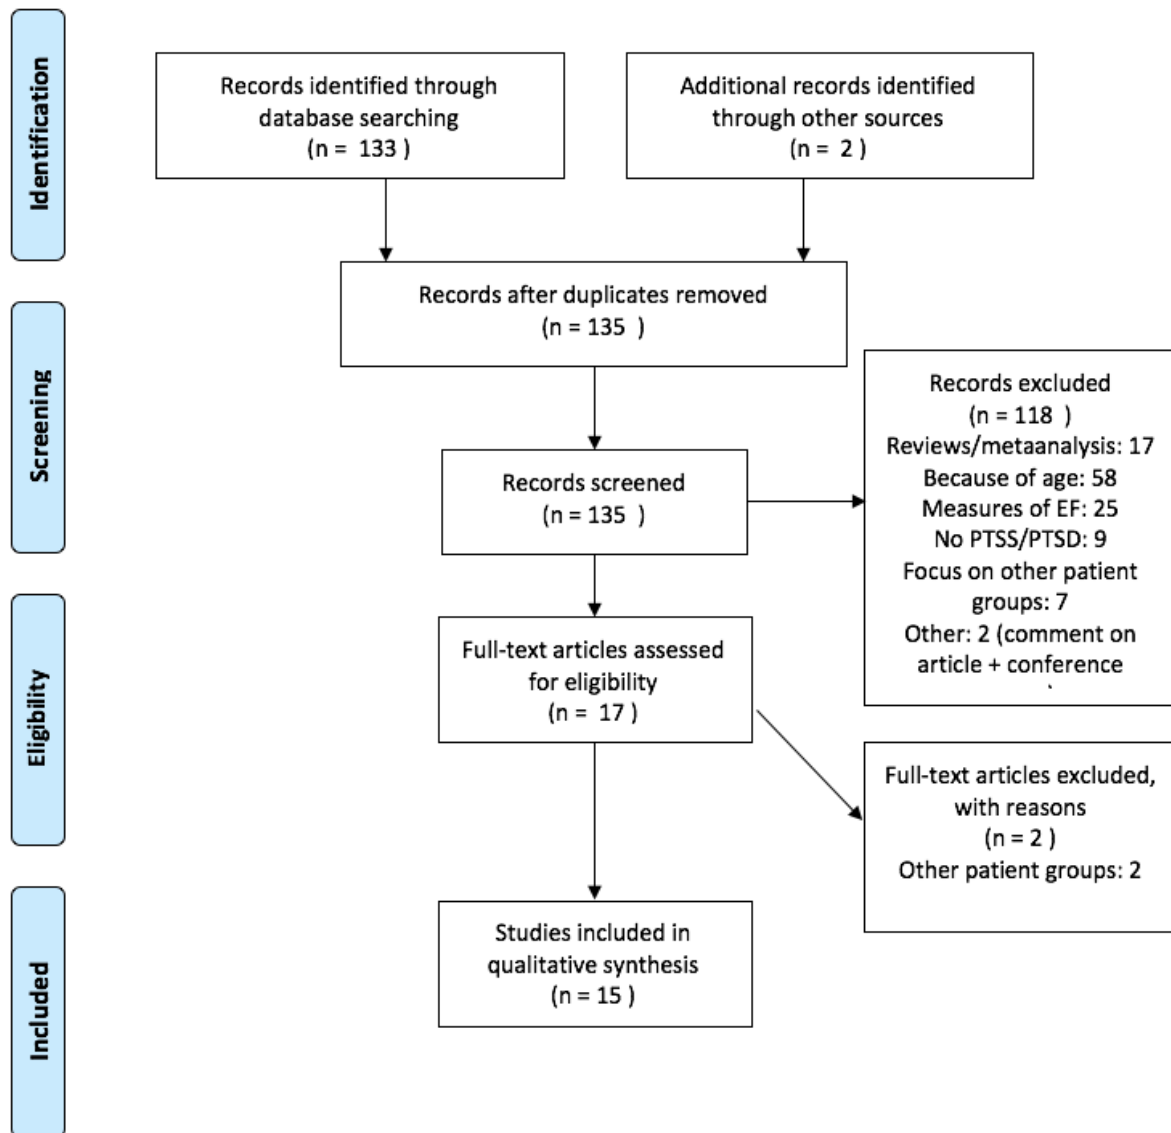 Identification
Records identified through
database searching
(n = 133 )
Additional records identified
through other sources
(n = 2 )
Records after duplicates removed
(n = 135 )
Screening
Records screened
(n = 135 )
Records excluded
(n = 118 )
Reviews/metaanalysis: 17
Because of age: 58
Measures of EF: 25
No PTSS/PTSD: 9
Focus on other patient
groups: 7
Other: 2 (comment on
article + conference
Eligibility
Full-text articles assessed
for eligibility
(n = 17 )
Full-text articles excluded,
with reasons
(n = 2 )
Other patient groups: 2
Included
Studies included in
qualitative synthesis
(n = 15 )